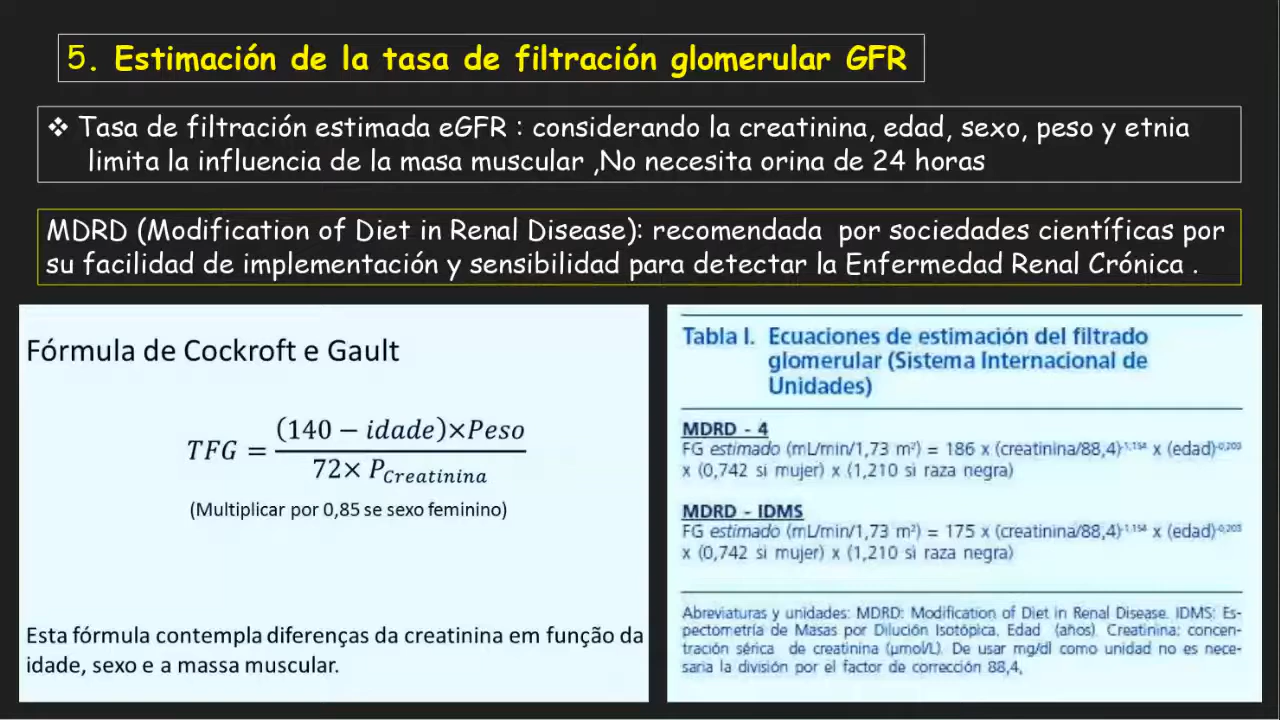 5. Estimación de la tasa de filtración glomerular GFR
❖ Tasa de filtración estimada eGFR : considerando la creatinina, edad, sexo, peso y etnia
limita la influencia de la masa muscular ,No necesita orina de 24 horas
MDRD (Modification of Diet in Renal Disease): recomendada por sociedades científicas por
su facilidad de implementación y sensibilidad para detectar la Enfermedad Renal Crónica .
Fórmula de Cockroft e Gault
TFG = (140 − idade)×Peso
72× P_Creatinina
(Multiplicar por 0,85 se sexo feminino)
Esta fórmula contempla diferenças da creatinina em função da
idade, sexo e a massa muscular.
Tabla I. Ecuaciones de estimación del filtrado
glomerular (Sistema Internacional de
Unidades)
MDRD - 4
FG estimado (mL/min/1,73 m²) = 186 x (creatinina/88,4)-1,154 x (edad)-0,203
x (0,742 si mujer) x (1,210 si raza negra)
MDRD - IDMS
FG estimado (mL/min/1,73 m²) = 175 x (creatinina/88,4)-1,154 x (edad)-0,203
x (0,742 si mujer) x (1,210 si raza negra)
Abreviaturas y unidades: MDRD: Modification of Diet in Renal Disease. IDMS: Es-
pectometría de Masas por Dilución Isotópica. Edad (años). Creatinina: concen-
tración sérica de creatinina (µmol/L). De usar mg/dl como unidad no es nece-
saria la división por el factor de corrección 88,4,